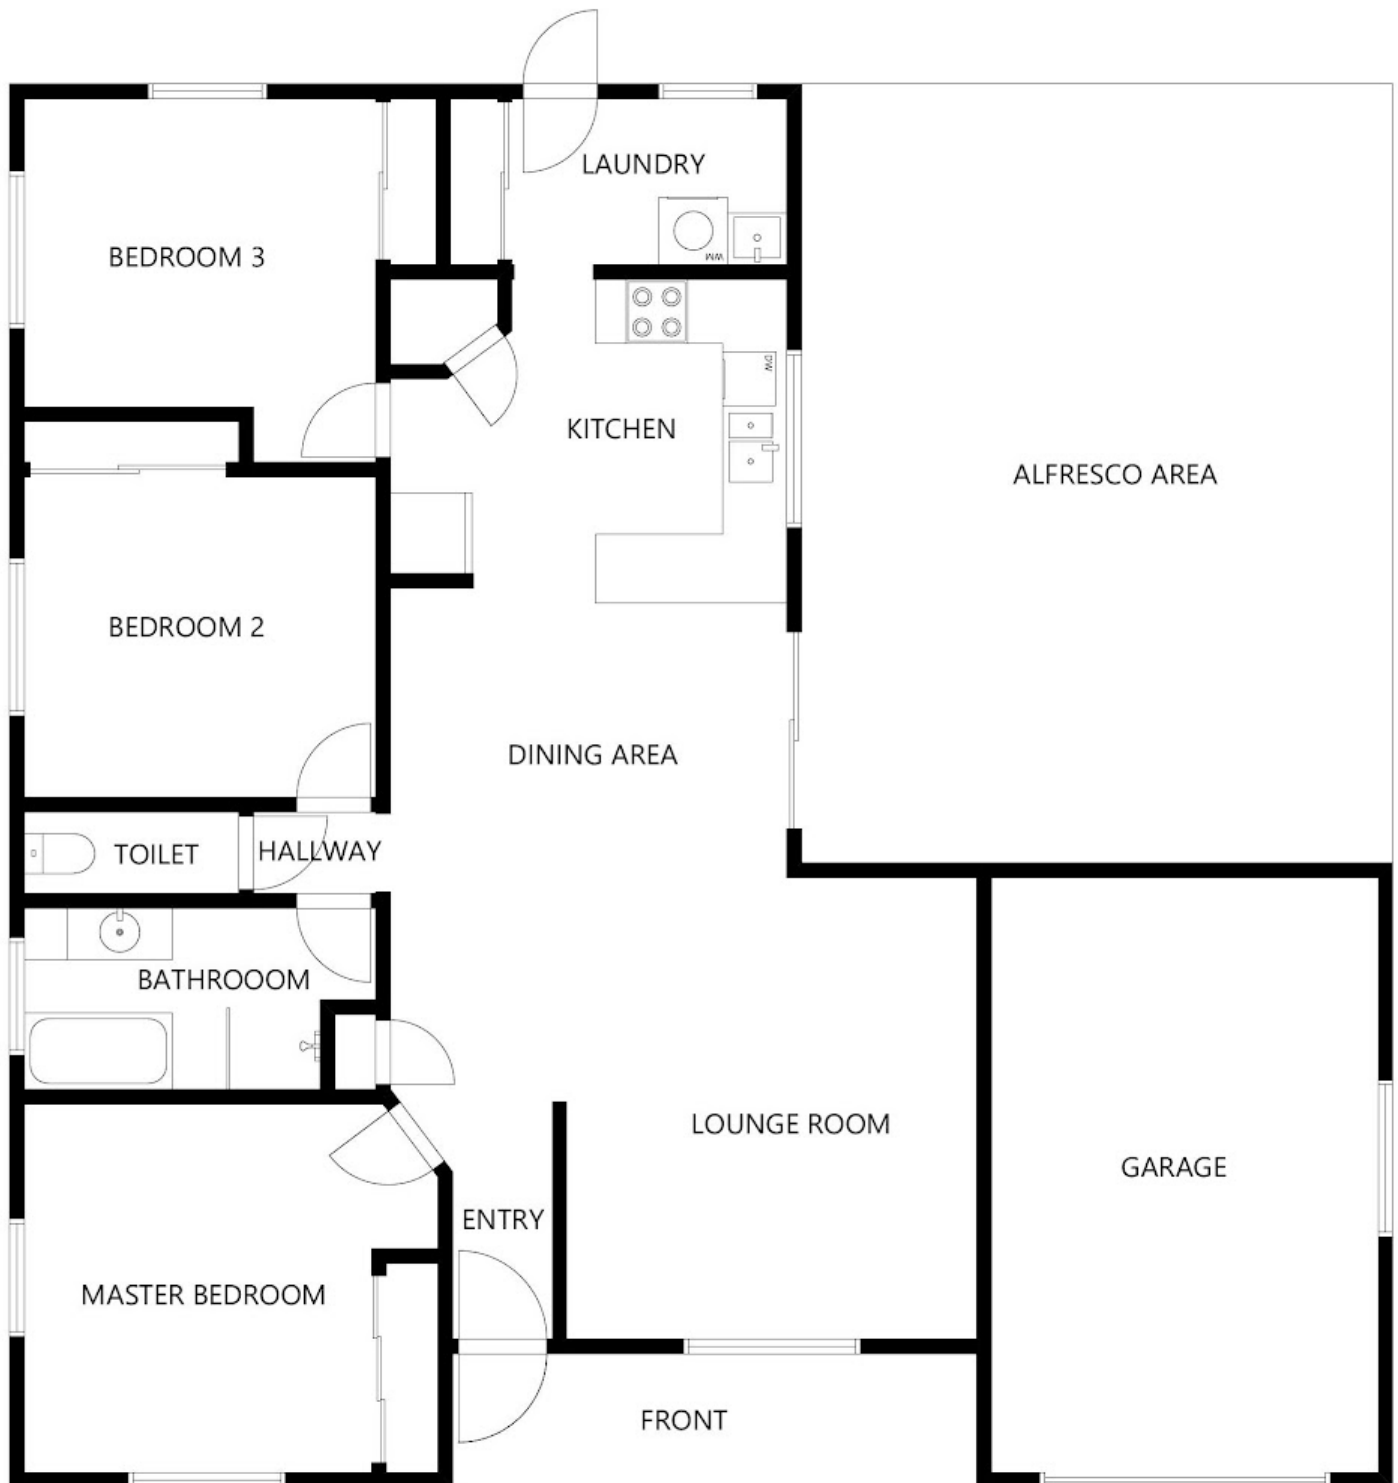 LAUNDRY
BEDROOM 3
WM
DW
KITCHEN
ALFRESCO AREA
BEDROOM 2
DINING AREA
TOILET
HALLWAY
BATHROOOM
LOUNGE ROOM
GARAGE
ENTRY
MASTER BEDROOM
FRONT